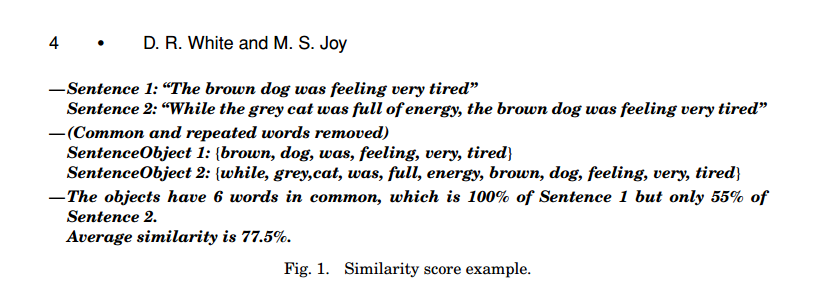 4 • D. R. White and M. S. Joy
—Sentence 1: “The brown dog was feeling very tired”
Sentence 2: “While the grey cat was full of energy, the brown dog was feeling very tired”
—(Common and repeated words removed)
SentenceObject 1: {brown, dog, was, feeling, very, tired}
SentenceObject 2: {while, grey,cat, was, full, energy, brown, dog, feeling, very, tired}
—The objects have 6 words in common, which is 100% of Sentence 1 but only 55% of
Sentence 2.
Average similarity is 77.5%.
Fig. 1. Similarity score example.